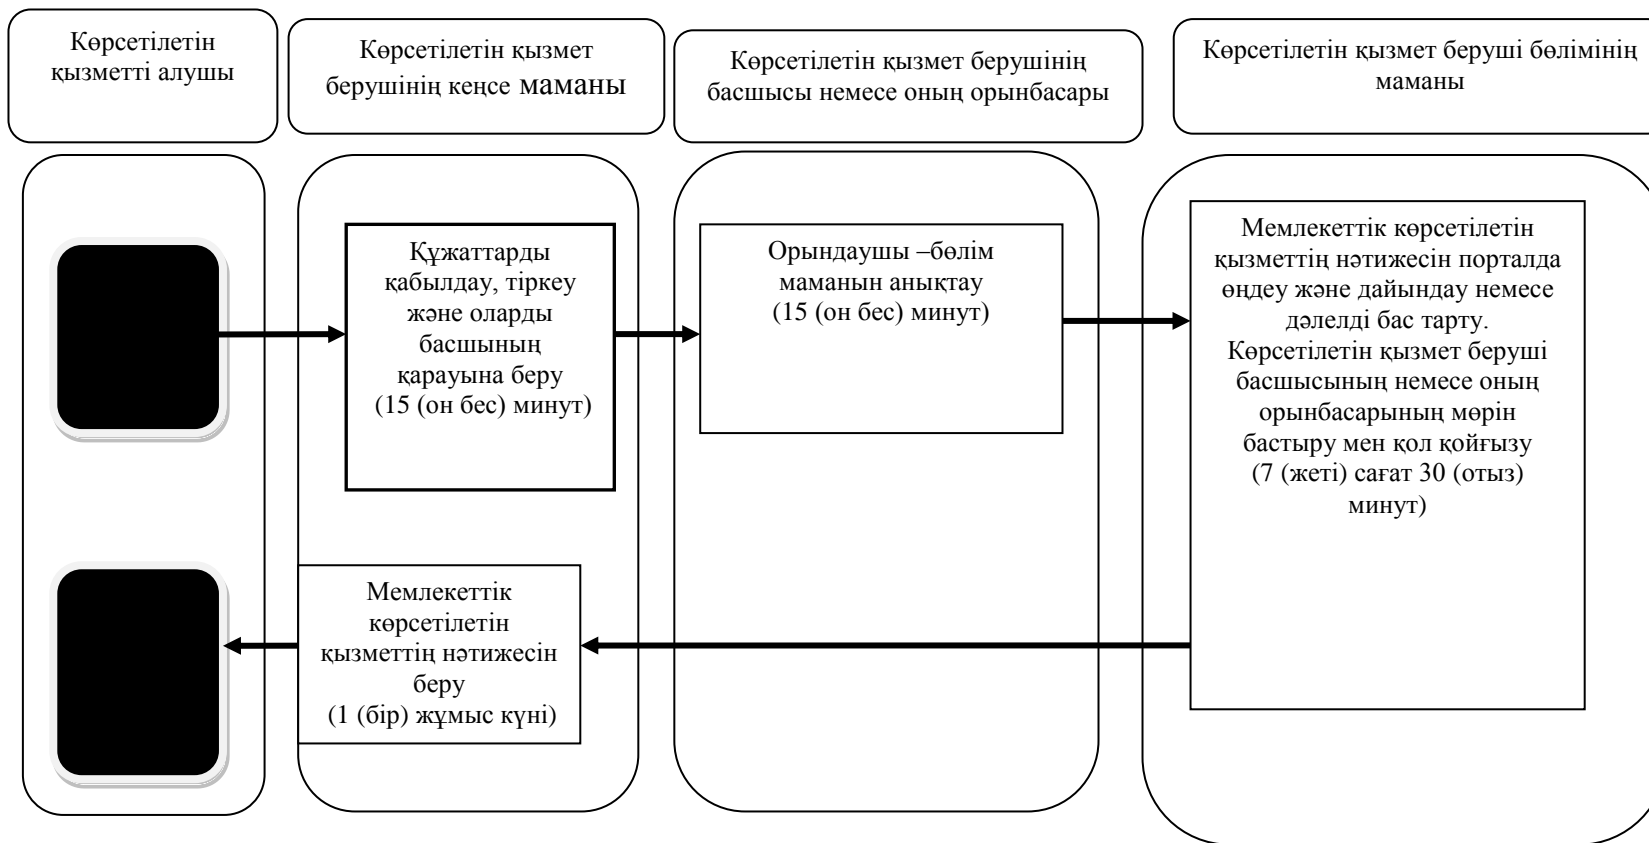 Көрсетілетін
қызметті алушы
Көрсетілетін қызмет
берушінің кеңсе маманы
Көрсетілетін қызмет берушінің
басшысы немесе оның орынбасары
Көрсетілетін қызмет беруші бөлімінің
маманы
Құжаттарды
қабылдау, тіркеу
және оларды
басшының
қарауына беру
(15 (он бес) минут)
Орындаушы –бөлім
маманын анықтау
(15 (он бес) минут)
Мемлекеттік көрсетілетін
қызметтің нәтижесін порталда
өңдеу және дайындау немесе
дәлелді бас тарту.
Көрсетілетін қызмет беруші
басшысының немесе оның
орынбасарының мөрін
бастыру мен қол қойғызу
(7 (жеті) сағат 30 (отыз)
минут)
Мемлекеттік
көрсетілетін
қызметтің нәтижесін
беру
(1 (бір) жұмыс күні)